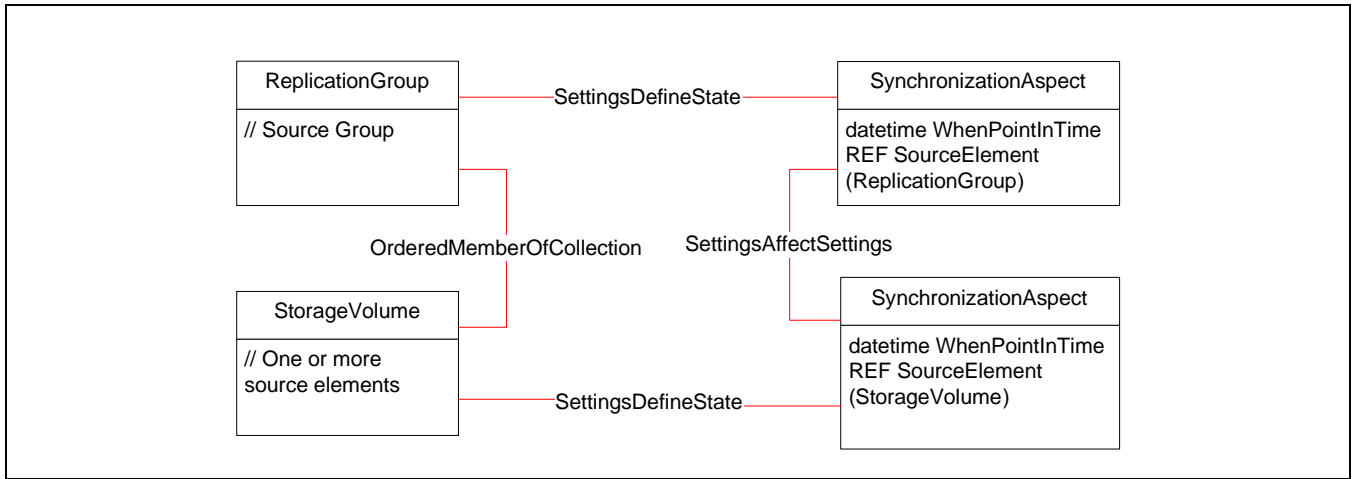 ReplicationGroup
// Source Group
SettingsDefineState
SynchronizationAspect
datetime WhenPointInTime
REF SourceElement
(ReplicationGroup)
OrderedMemberOfCollection
SettingsAffectSettings
StorageVolume
// One or more
source elements
SettingsDefineState
SynchronizationAspect
datetime WhenPointInTime
REF SourceElement
(StorageVolume)